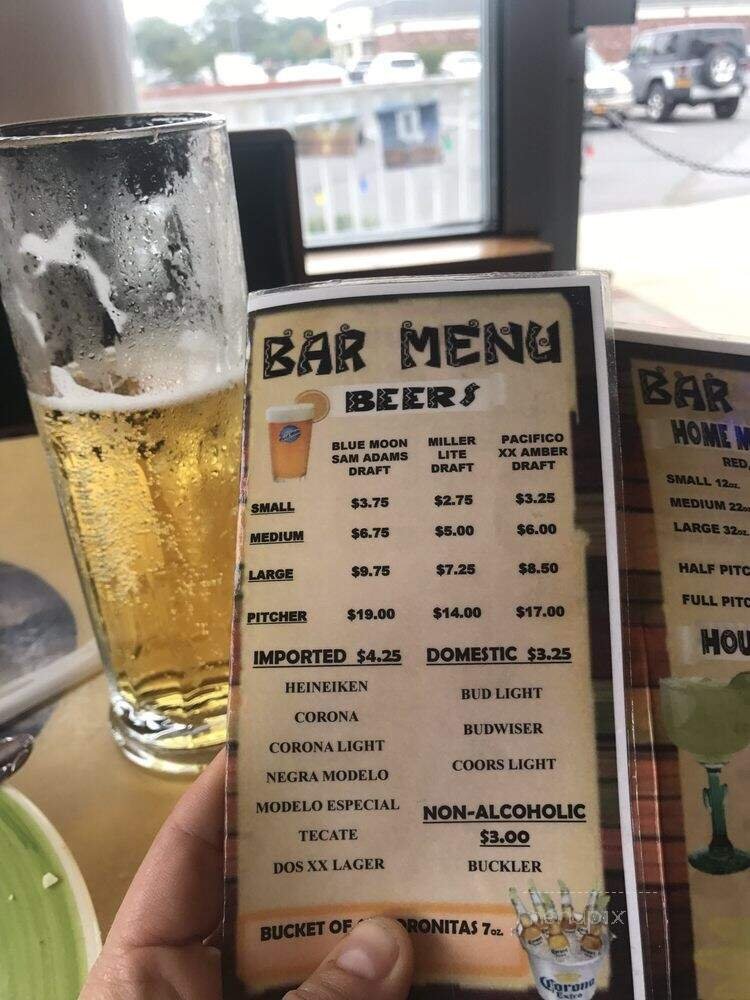 BAR MENU
BEERS
BLUE MOON
SAM ADAMS
DRAFT
MILLER
LITE
DRAFT
PACIFICO
XX AMBER
DRAFT
SMALL $3.75 $2.75 $3.25
MEDIUM $6.75 $5.00 $6.00
LARGE $9.75 $7.25 $8.50
PITCHER $19.00 $14.00 $17.00
IMPORTED $4.25
HEINEIKEN
CORONA
CORONA LIGHT
NEGRA MODELO
MODELO ESPECIAL
TECATE
DOS XX LAGER
DOMESTIC $3.25
BUD LIGHT
BUDWISER
COORS LIGHT
NON-ALCOHOLIC
$3.00
BUCKLER
BUCKET OF
7oz.
Corona
Extra
menupix
BAR
HOME
RED,
SMALL 12oz.
MEDIUM 22oz
LARGE 32oz.
HALF
FULL